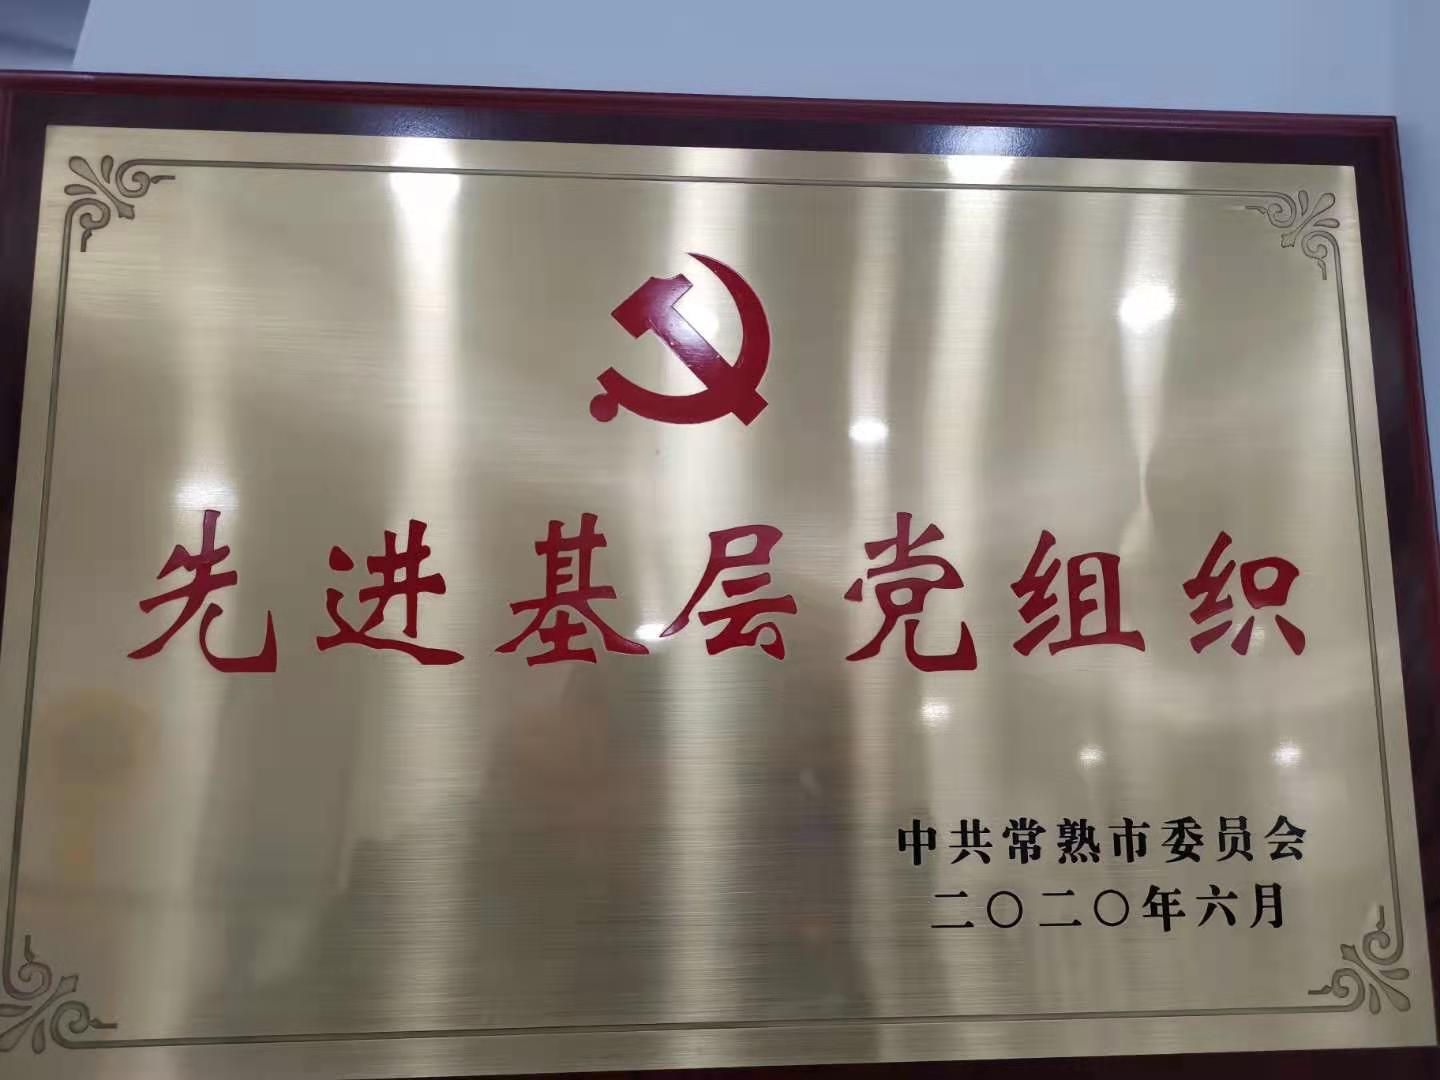 先进基层党组织
中共常熟市委员会
二〇二〇年六月